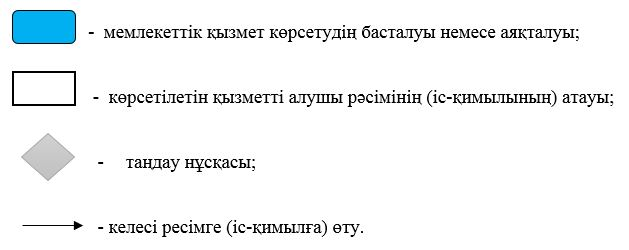 - мемлекеттік қызмет көрсетудің басталуы немесе аяқталуы;
- көрсетілетін қызметті алушы рәсімінің (іс-қимылының) атауы;
- таңдау нұсқасы;
- келесі ресімге (іс-қимылға) өту.